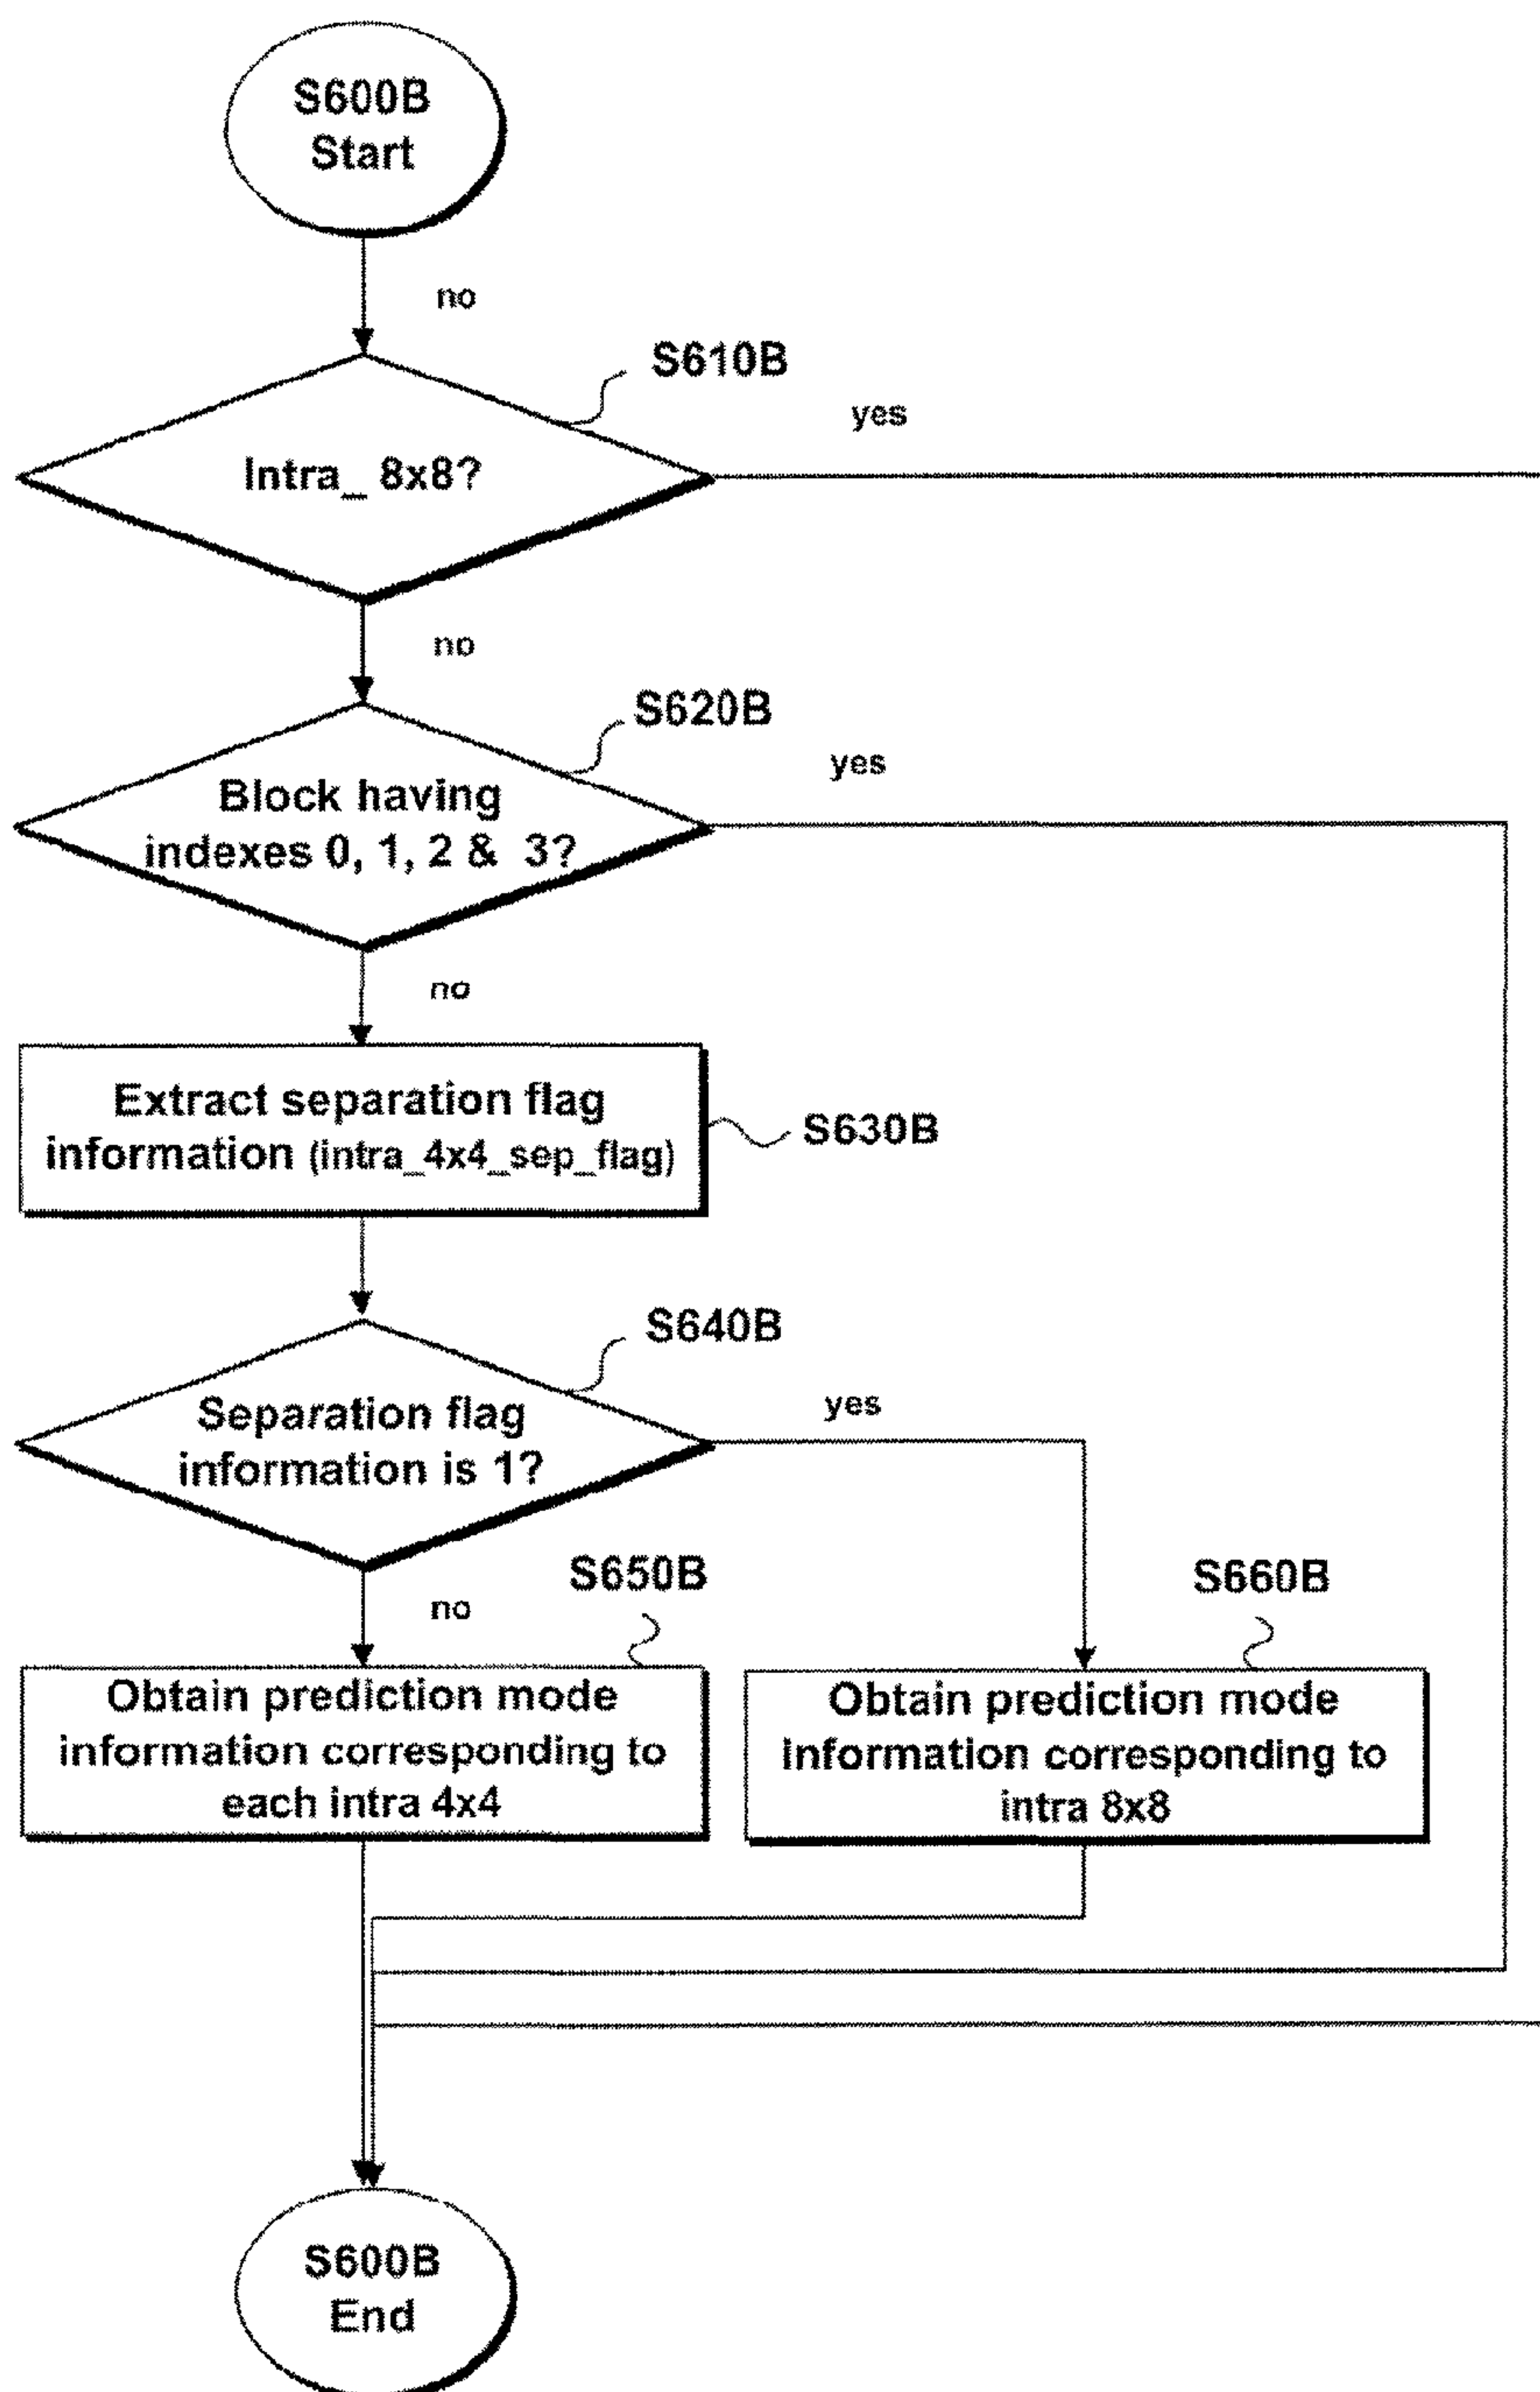 S600B
Start
no
S610B
yes
Intra_ 8x8?
no
S620B
yes
Block having
indexes 0, 1, 2 & 3?
no
Extract separation flag
information (intra_4x4_sep_flag)
S630B
S640B
yes
Separation flag
information is 1?
S650B
S660B
no
Obtain prediction mode
information corresponding to
each intra 4x4
Obtain prediction mode
information corresponding to
intra 8x8
S600B
End